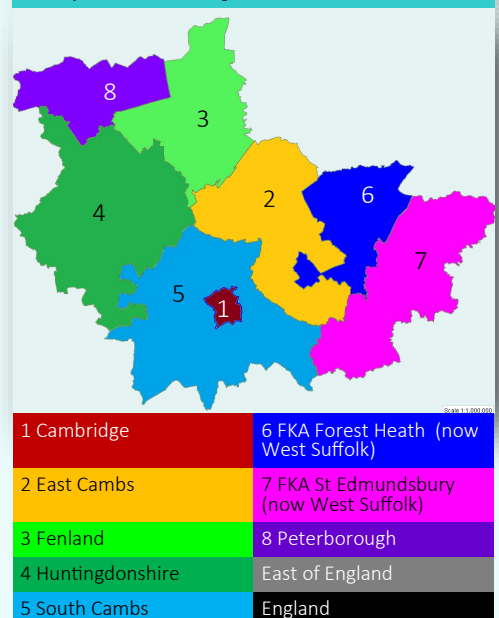 8
3
2
6
4
7
5
1
Scale 1:1,000,000
1 Cambridge
6 FKA Forest Heath (now
West Suffolk)
2 East Cambs
7 FKA St Edmundsbury
(now West Suffolk)
3 Fenland
8 Peterborough
4 Huntingdonshire
East of England
5 South Cambs
England